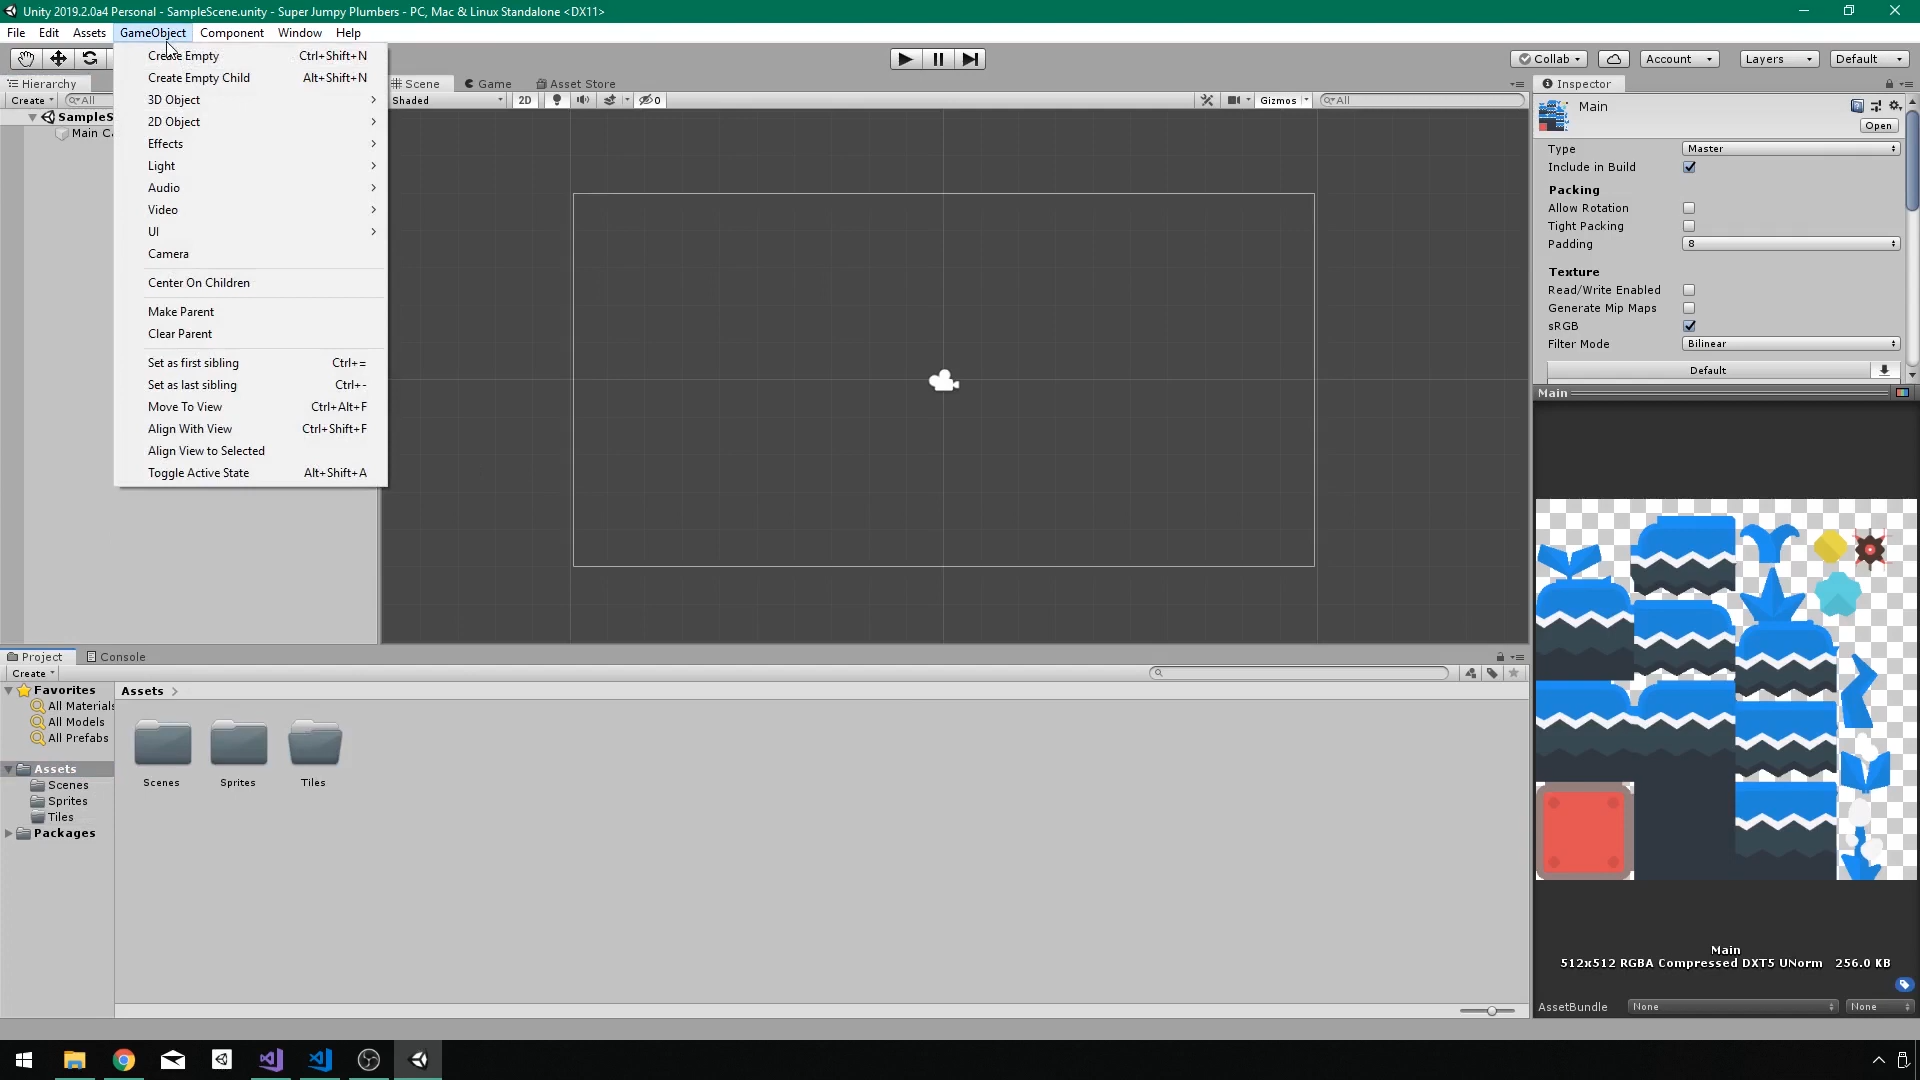 Unity 2019.2.0a4 Personal - SampleScene.unity - Super Jumpy Plumbers - PC, Mac & Linux Standalone <DX11>
File Edit Assets GameObject Component Window Help
Create Empty Ctrl+Shift+N
Create Empty Child Alt+Shift+N
3D Object
2D Object
Effects
Light
Audio
Video
UI
Camera
Center On Children
Make Parent
Clear Parent
Set as first sibling Ctrl+=
Set as last sibling Ctrl+-
Move To View Ctrl+Alt+F
Align With View Ctrl+Shift+F
Align View to Selected
Toggle Active State Alt+Shift+A
Collab Account Layers Default
Hierarchy
Create All
SampleS
Main C
Scene Game Asset Store
Shaded 2D 0 Gizmos All
Inspector
Main
Open
Type Master
Include in Build
Packing
Allow Rotation
Tight Packing
Padding 8
Texture
Read/Write Enabled
Generate Mip Maps
sRGB
Filter Mode Bilinear
Default
Main
Main
512x512 RGBA Compressed DXT5 UNorm 256.0 KB
AssetBundle None None
Project Console
Create
Favorites
All Materials
All Models
All Prefabs
Assets
Scenes
Sprites
Tiles
Packages
Assets
Scenes Sprites Tiles